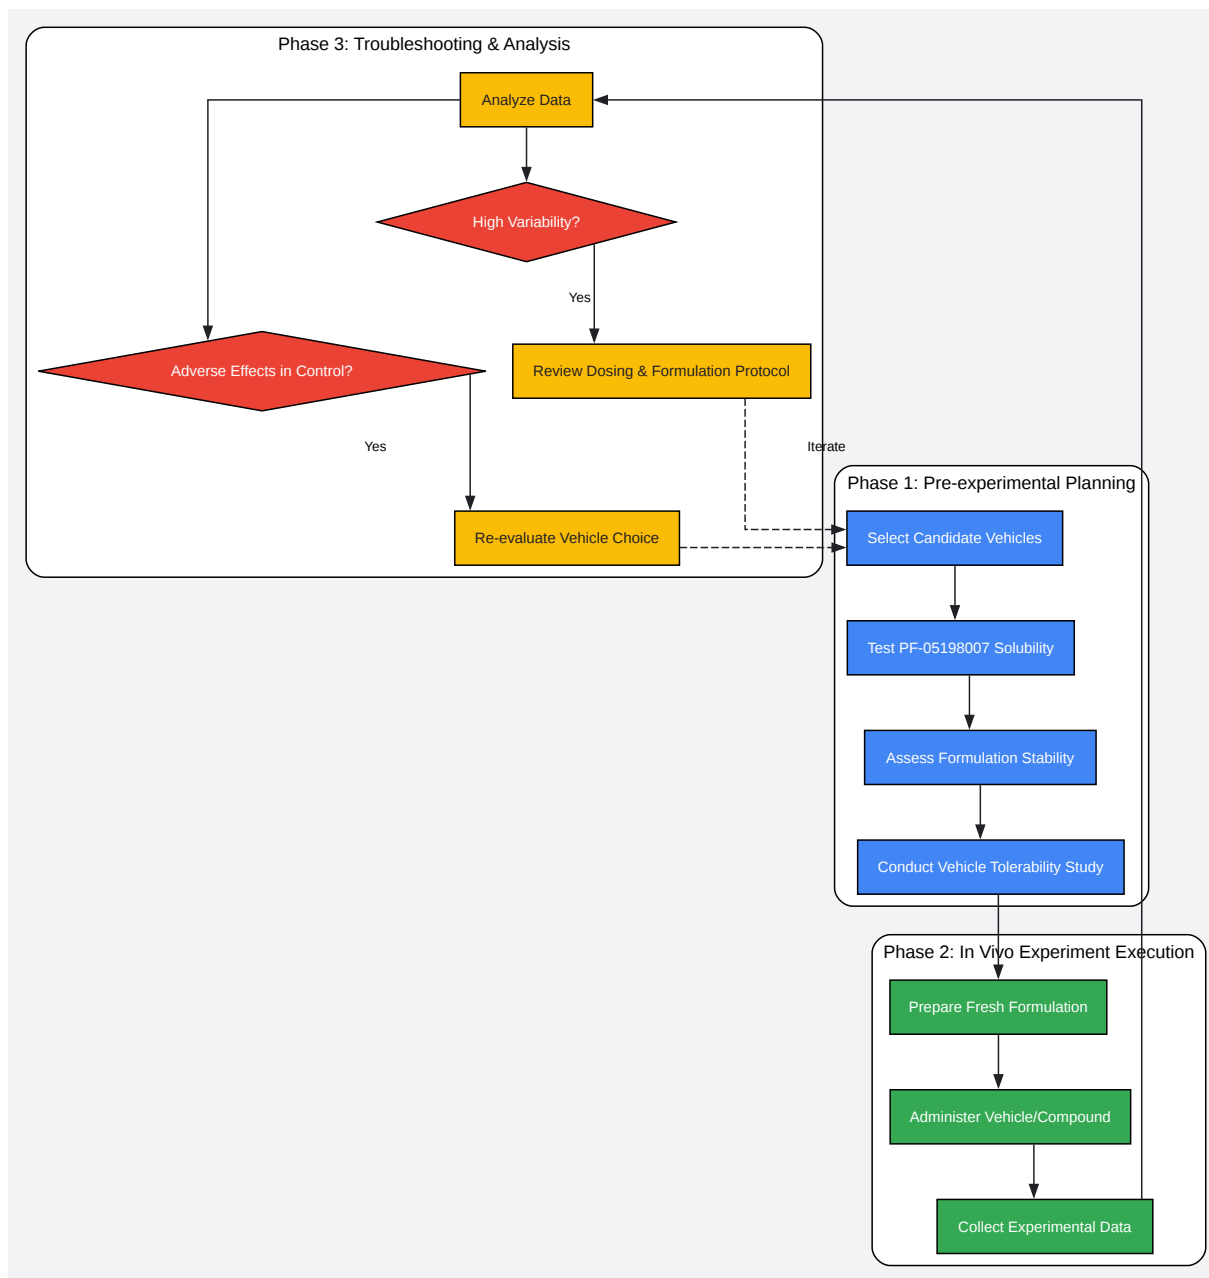 Phase 3: Troubleshooting & Analysis
Analyze Data
High Variability?
Yes
Adverse Effects in Control?
Review Dosing & Formulation Protocol
Yes
Iterate
Re-evaluate Vehicle Choice
Phase 1: Pre-experimental Planning
Select Candidate Vehicles
Test PF-05198007 Solubility
Assess Formulation Stability
Conduct Vehicle Tolerability Study
Phase 2: In Vivo Experiment Execution
Prepare Fresh Formulation
Administer Vehicle/Compound
Collect Experimental Data